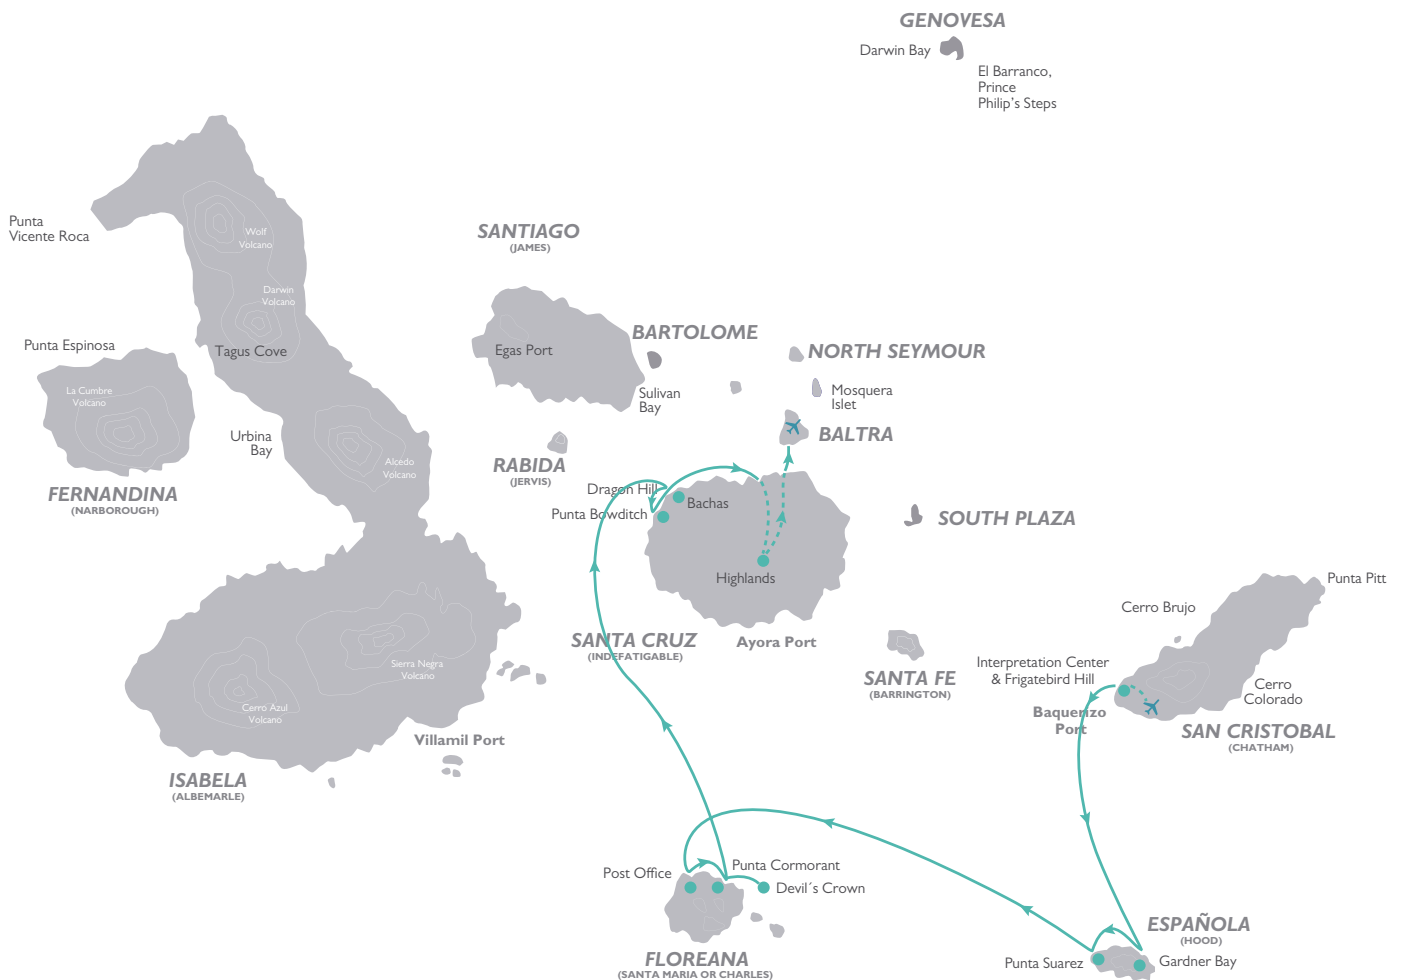 GENOVESA
Darwin Bay
El Barranco,
Prince
Philip's Steps
Punta
Vicente Roca
Wolf
Volcano
Darwin
Volcano
Tagus Cove
Punta Espinosa
La Cumbre
Volcano
FERNANDINA
(NARBOROUGH)
Urbina
Bay
Alcedo
Volcano
SANTIAGO
(JAMES)
Egas Port
BARTOLOME
Sulivan
Bay
NORTH SEYMOUR
Mosquera
Islet
BALTRA
RABIDA
(JERVIS)
Dragon Hill
Bachas
Punta Bowditch
Highlands
SOUTH PLAZA
SANTA CRUZ
(INDEFATIGABLE)
Ayora Port
SANTA FE
(BARRINGTON)
Punta Pitt
Cerro Brujo
Interpretation Center
& Frigatebird Hill
Cerro
Colorado
Baquerizo
Port
SAN CRISTOBAL
(CHATHAM)
Sierra Negra
Volcano
Cerro Azul
Volcano
Villamil Port
ISABELA
(ALBEMARLE)
Post Office
Punta Cormorant
Devil´s Crown
FLOREANA
(SANTA MARIA OR CHARLES)
ESPAÑOLA
(HOOD)
Punta Suarez
Gardner Bay